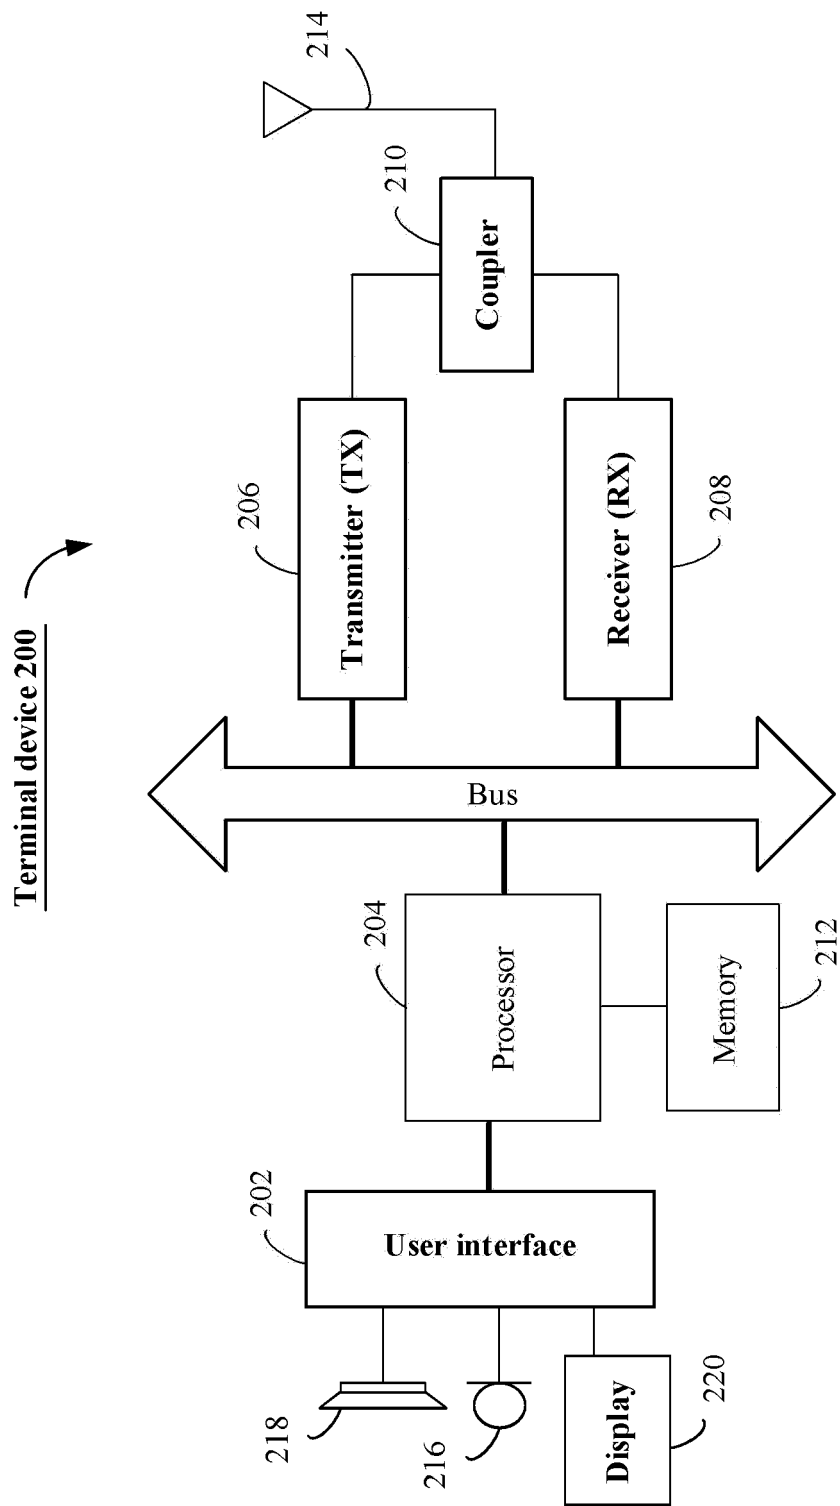 Terminal device 200
218
216
Display
220
202
User interface
204
Processor
Memory
212
Bus
206
Transmitter (TX)
Receiver (RX)
208
210
Coupler
214